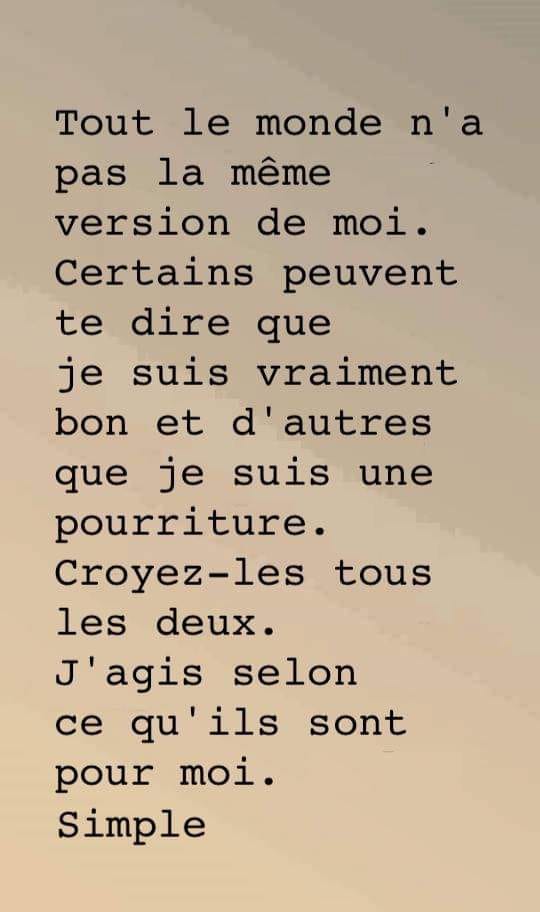 Tout le monde n'a
pas la même
version de moi.
Certains peuvent
te dire que
je suis vraiment
bon et d'autres
que je suis une
pourriture.
Croyez-les tous
les deux.
J'agis selon
ce qu'ils sont
pour moi.
Simple